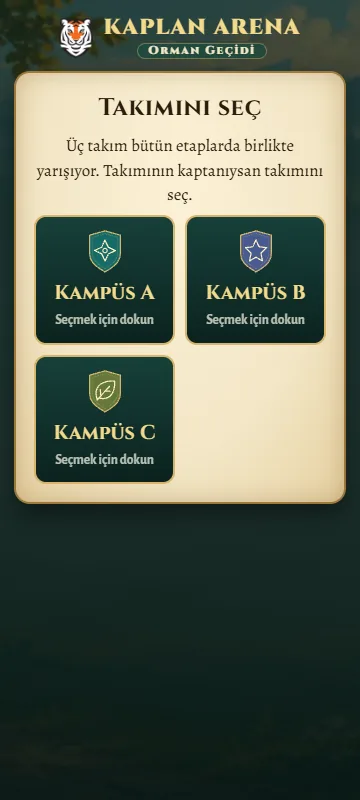 KAPLAN ARENA
Orman Geçidi
Takımını seç
Üç takım bütün etaplarda birlikte
yarışıyor. Takımının kaptanıysan takımını
seç.
Kampüs A
Seçmek için dokun
Kampüs B
Seçmek için dokun
Kampüs C
Seçmek için dokun